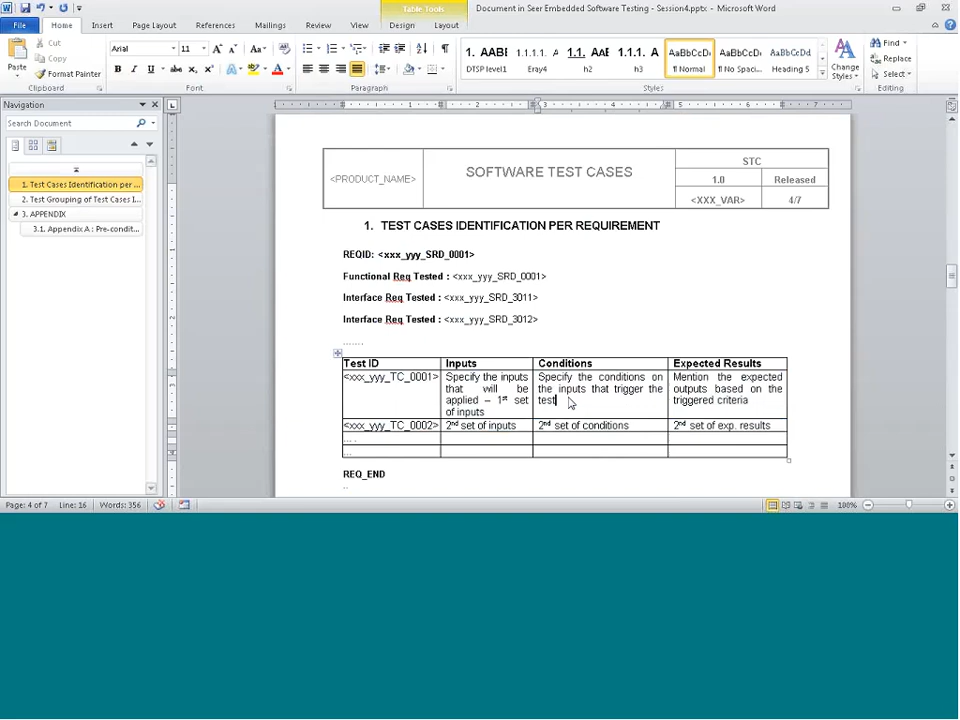 Table Tools
Document in Seer Embedded Software Testing - Session4.pptx - Microsoft Word
File Home Insert Page Layout References Mailings Review View Design Layout
Cut
Copy
Format Painter
Paste
Clipboard
Arial 11
Font
Paragraph
AABI 1.1.1.1. A 1.1. AAE 1.1.1. A AaBbCcD AaBbCcD AaBbCcDd
DTSP level1 Eray4 h2 h3 ¶ Normal ¶ No Spaci... Heading 5
Styles
Change Styles
Find
Replace
Select
Editing
Navigation
Search Document
1. Test Cases Identification per ...
2. Test Grouping of Test Cases I...
3. APPENDIX
3.1. Appendix A : Pre-condit...
<PRODUCT_NAME>
SOFTWARE TEST CASES
STC
1.0 Released
<XXX_VAR> 4/7
1. TEST CASES IDENTIFICATION PER REQUIREMENT
REQID: <xxx_yyy_SRD_0001>
Functional Req Tested : <xxx_yyy_SRD_0001>
Interface Req Tested : <xxx_yyy_SRD_3011>
Interface Req Tested : <xxx_yyy_SRD_3012>
.......
Test ID Inputs Conditions Expected Results
<xxx_yyy_TC_0001> Specify the inputs that will be applied – 1st set of inputs Specify the conditions on the inputs that trigger the test Mention the expected outputs based on the triggered criteria
<xxx_yyy_TC_0002> 2nd set of inputs 2nd set of conditions 2nd set of exp. results
... .
...
REQ_END
..
Page: 4 of 7 Line: 16 Words: 356
100%